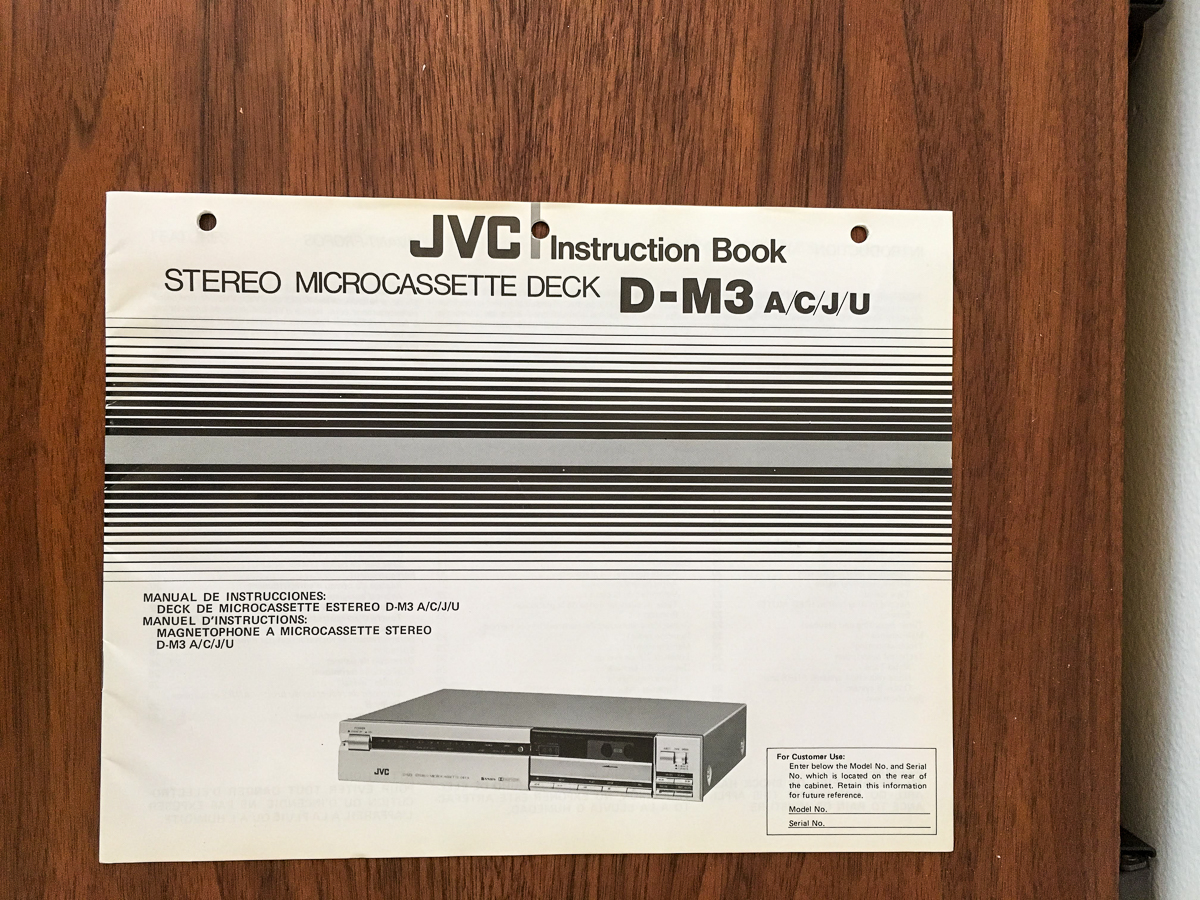 JVC Instruction Book
STEREO MICROCASSETTE DECK D-M3 A/C/J/U
MANUAL DE INSTRUCCIONES:
DECK DE MICROCASSETTE ESTEREO D-M3 A/C/J/U
MANUEL D'INSTRUCTIONS:
MAGNETOPHONE A MICROCASSETTE STEREO
D-M3 A/C/J/U
JVC
For Customer Use:
Enter below the Model No. and Serial
No. which is located on the rear of
the cabinet. Retain this information
for future reference.
Model No.
Serial No.